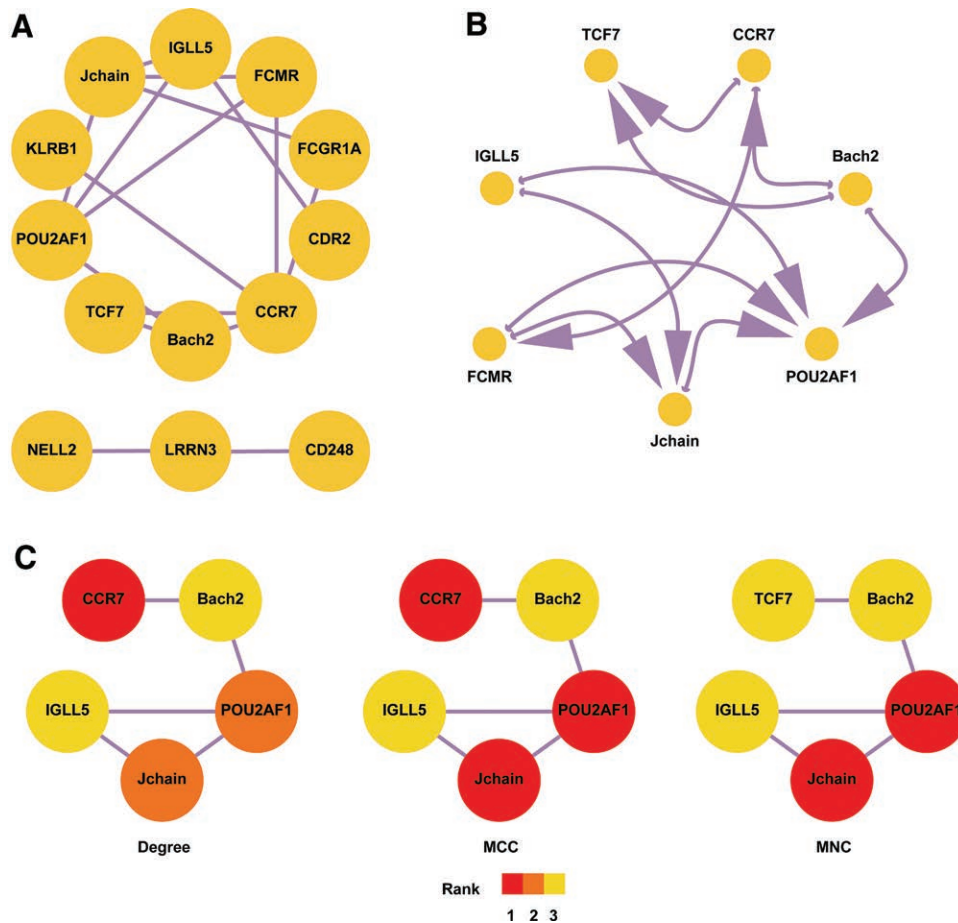 A
IGLL5
Jchain
FCMR
KLRB1
FCGR1A
POU2AF1
CDR2
TCF7
CCR7
Bach2
NELL2
LRRN3
CD248
B
TCF7
CCR7
IGLL5
Bach2
FCMR
POU2AF1
Jchain
C
CCR7
Bach2
IGLL5
POU2AF1
Jchain
Degree
CCR7
Bach2
IGLL5
POU2AF1
Jchain
MCC
TCF7
Bach2
IGLL5
POU2AF1
Jchain
MNC
Rank
1 2 3